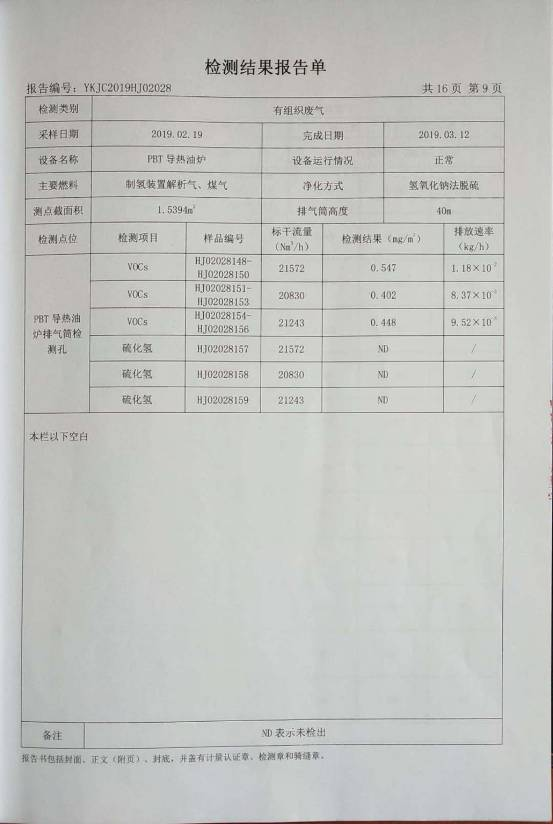 检测结果报告单
报告编号：YKJC2019HJ02028 共 16 页 第 9 页
检测类别 有组织废气
采样日期 2019.02.19 完成日期 2019.03.12
设备名称 PBT 导热油炉 设备运行情况 正常
主要燃料 制氢装置解析气、煤气 净化方式 氢氧化钠法脱硫
测点截面积 1.5394m² 排气筒高度 40m
检测点位 检测项目 样品编号 标干流量（Nm³/h） 检测结果（mg/m³） 排放速率（kg/h）
PBT 导热油炉排气筒检测孔
VOCs HJ02028148-HJ02028150 21572 0.547 1.18×10⁻²
VOCs HJ02028151-HJ02028153 20830 0.402 8.37×10⁻³
VOCs HJ02028154-HJ02028156 21243 0.448 9.52×10⁻³
硫化氢 HJ02028157 21572 ND /
硫化氢 HJ02028158 20830 ND /
硫化氢 HJ02028159 21243 ND /
本栏以下空白
备注 ND 表示未检出
报告书包括封面、正文（附页）、封底，并盖有计量认证章、检测章和骑缝章。